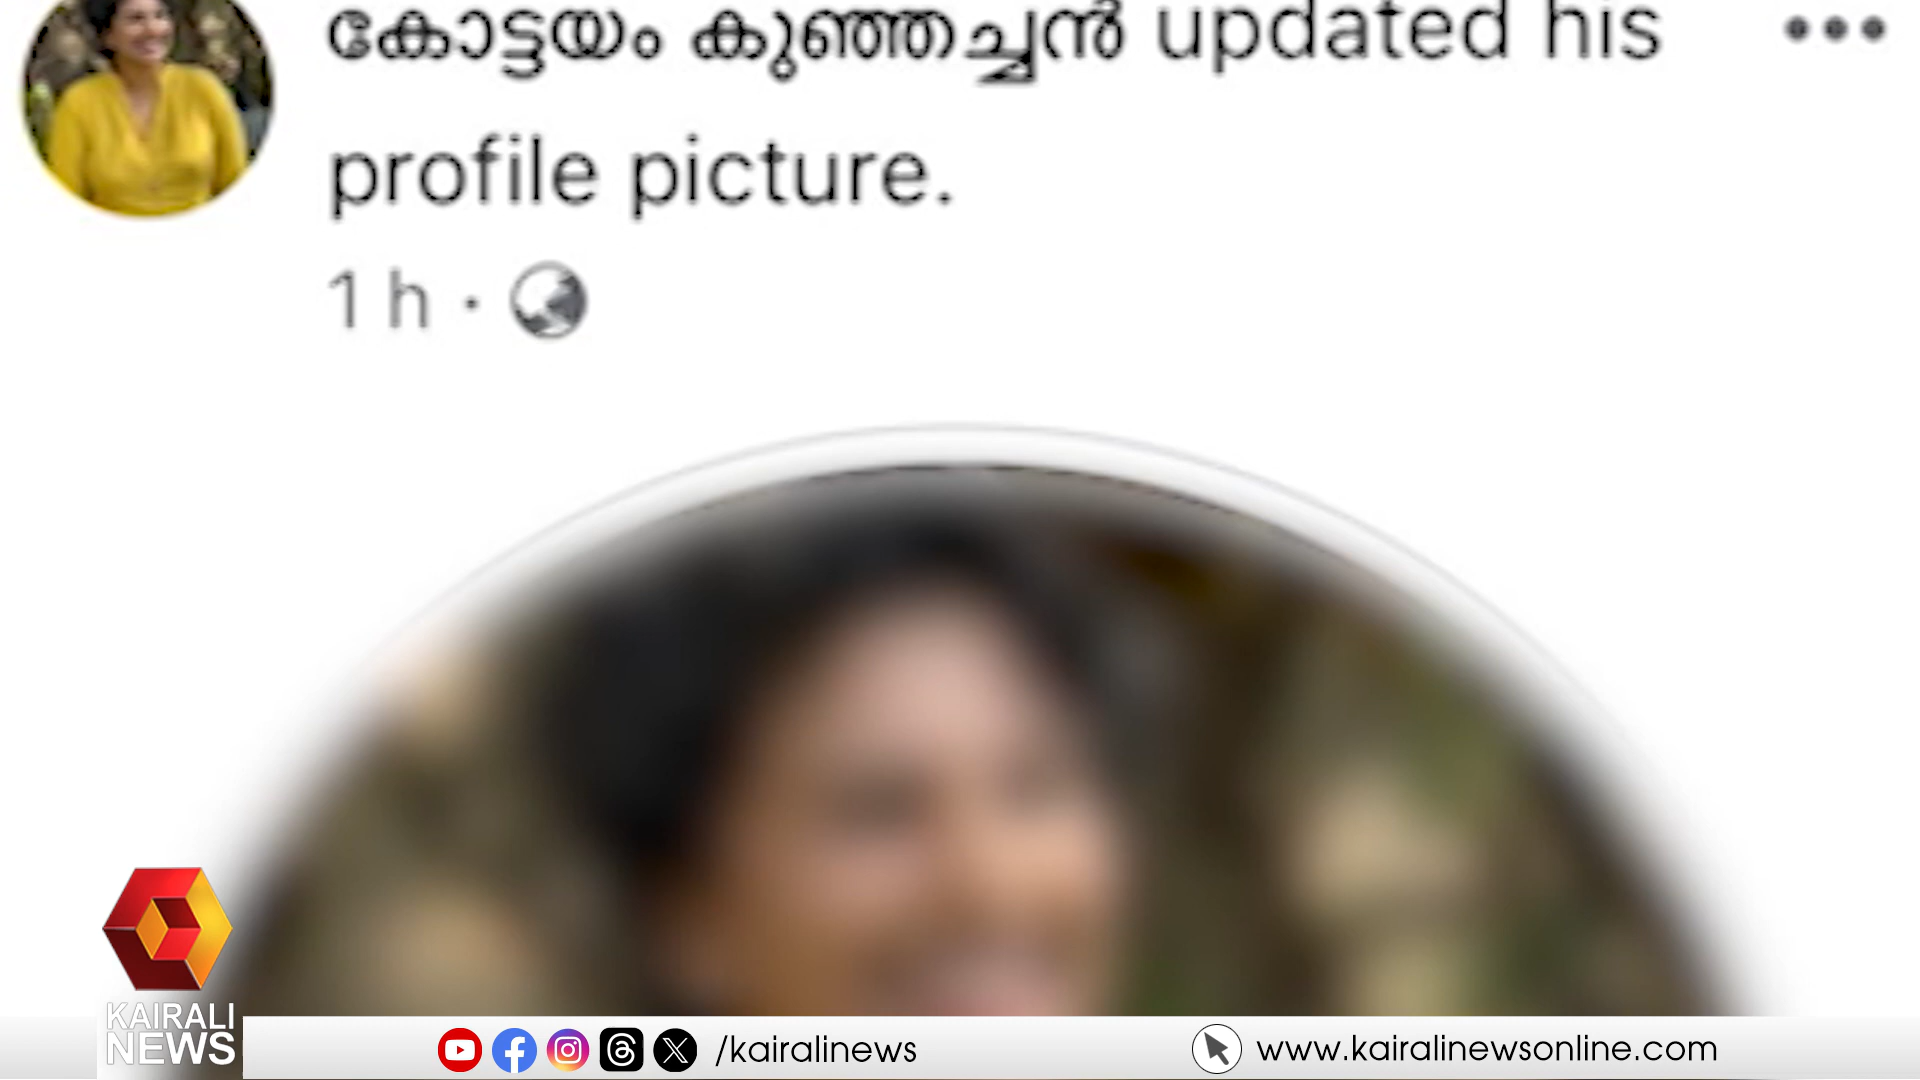 കോട്ടയം കുഞ്ഞച്ചൻ updated his
profile picture.
1 h ·
KAIRALI
NEWS
/kairalinews
www.kairalinewsonline.com